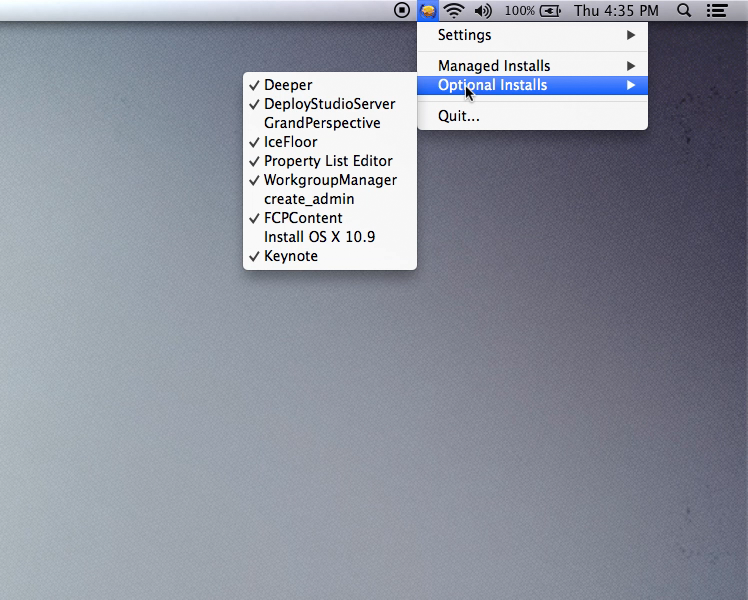 100% Thu 4:35 PM
Settings
Managed Installs
Optional Installs
Quit...
Deeper
DeployStudioServer
GrandPerspective
IceFloor
Property List Editor
WorkgroupManager
create_admin
FCPContent
Install OS X 10.9
Keynote